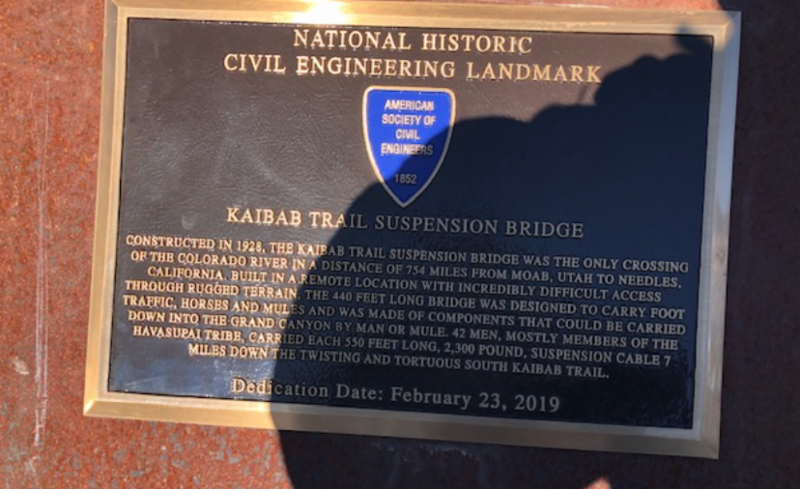 NATIONAL HISTORIC
CIVIL ENGINEERING LANDMARK
AMERICAN
SOCIETY OF
CIVIL
ENGINEERS
1852
KAIBAB TRAIL SUSPENSION BRIDGE
CONSTRUCTED IN 1928, THE KAIBAB TRAIL SUSPENSION BRIDGE WAS THE ONLY CROSSING
OF THE COLORADO RIVER IN A DISTANCE OF 754 MILES FROM MOAB, UTAH TO NEEDLES,
CALIFORNIA. BUILT IN A REMOTE LOCATION WITH INCREDIBLY DIFFICULT ACCESS
THROUGH RUGGED TERRAIN, THE 440 FEET LONG BRIDGE WAS DESIGNED TO CARRY FOOT
TRAFFIC, HORSES AND MULES AND WAS MADE OF COMPONENTS THAT COULD BE CARRIED
DOWN INTO THE GRAND CANYON BY MAN OR MULE. 42 MEN, MOSTLY MEMBERS OF THE
HAVASUPAI TRIBE, CARRIED EACH 550 FEET LONG, 2,300 POUND, SUSPENSION CABLE 7
MILES DOWN THE TWISTING AND TORTUOUS SOUTH KAIBAB TRAIL.
Dedication Date: February 23, 2019